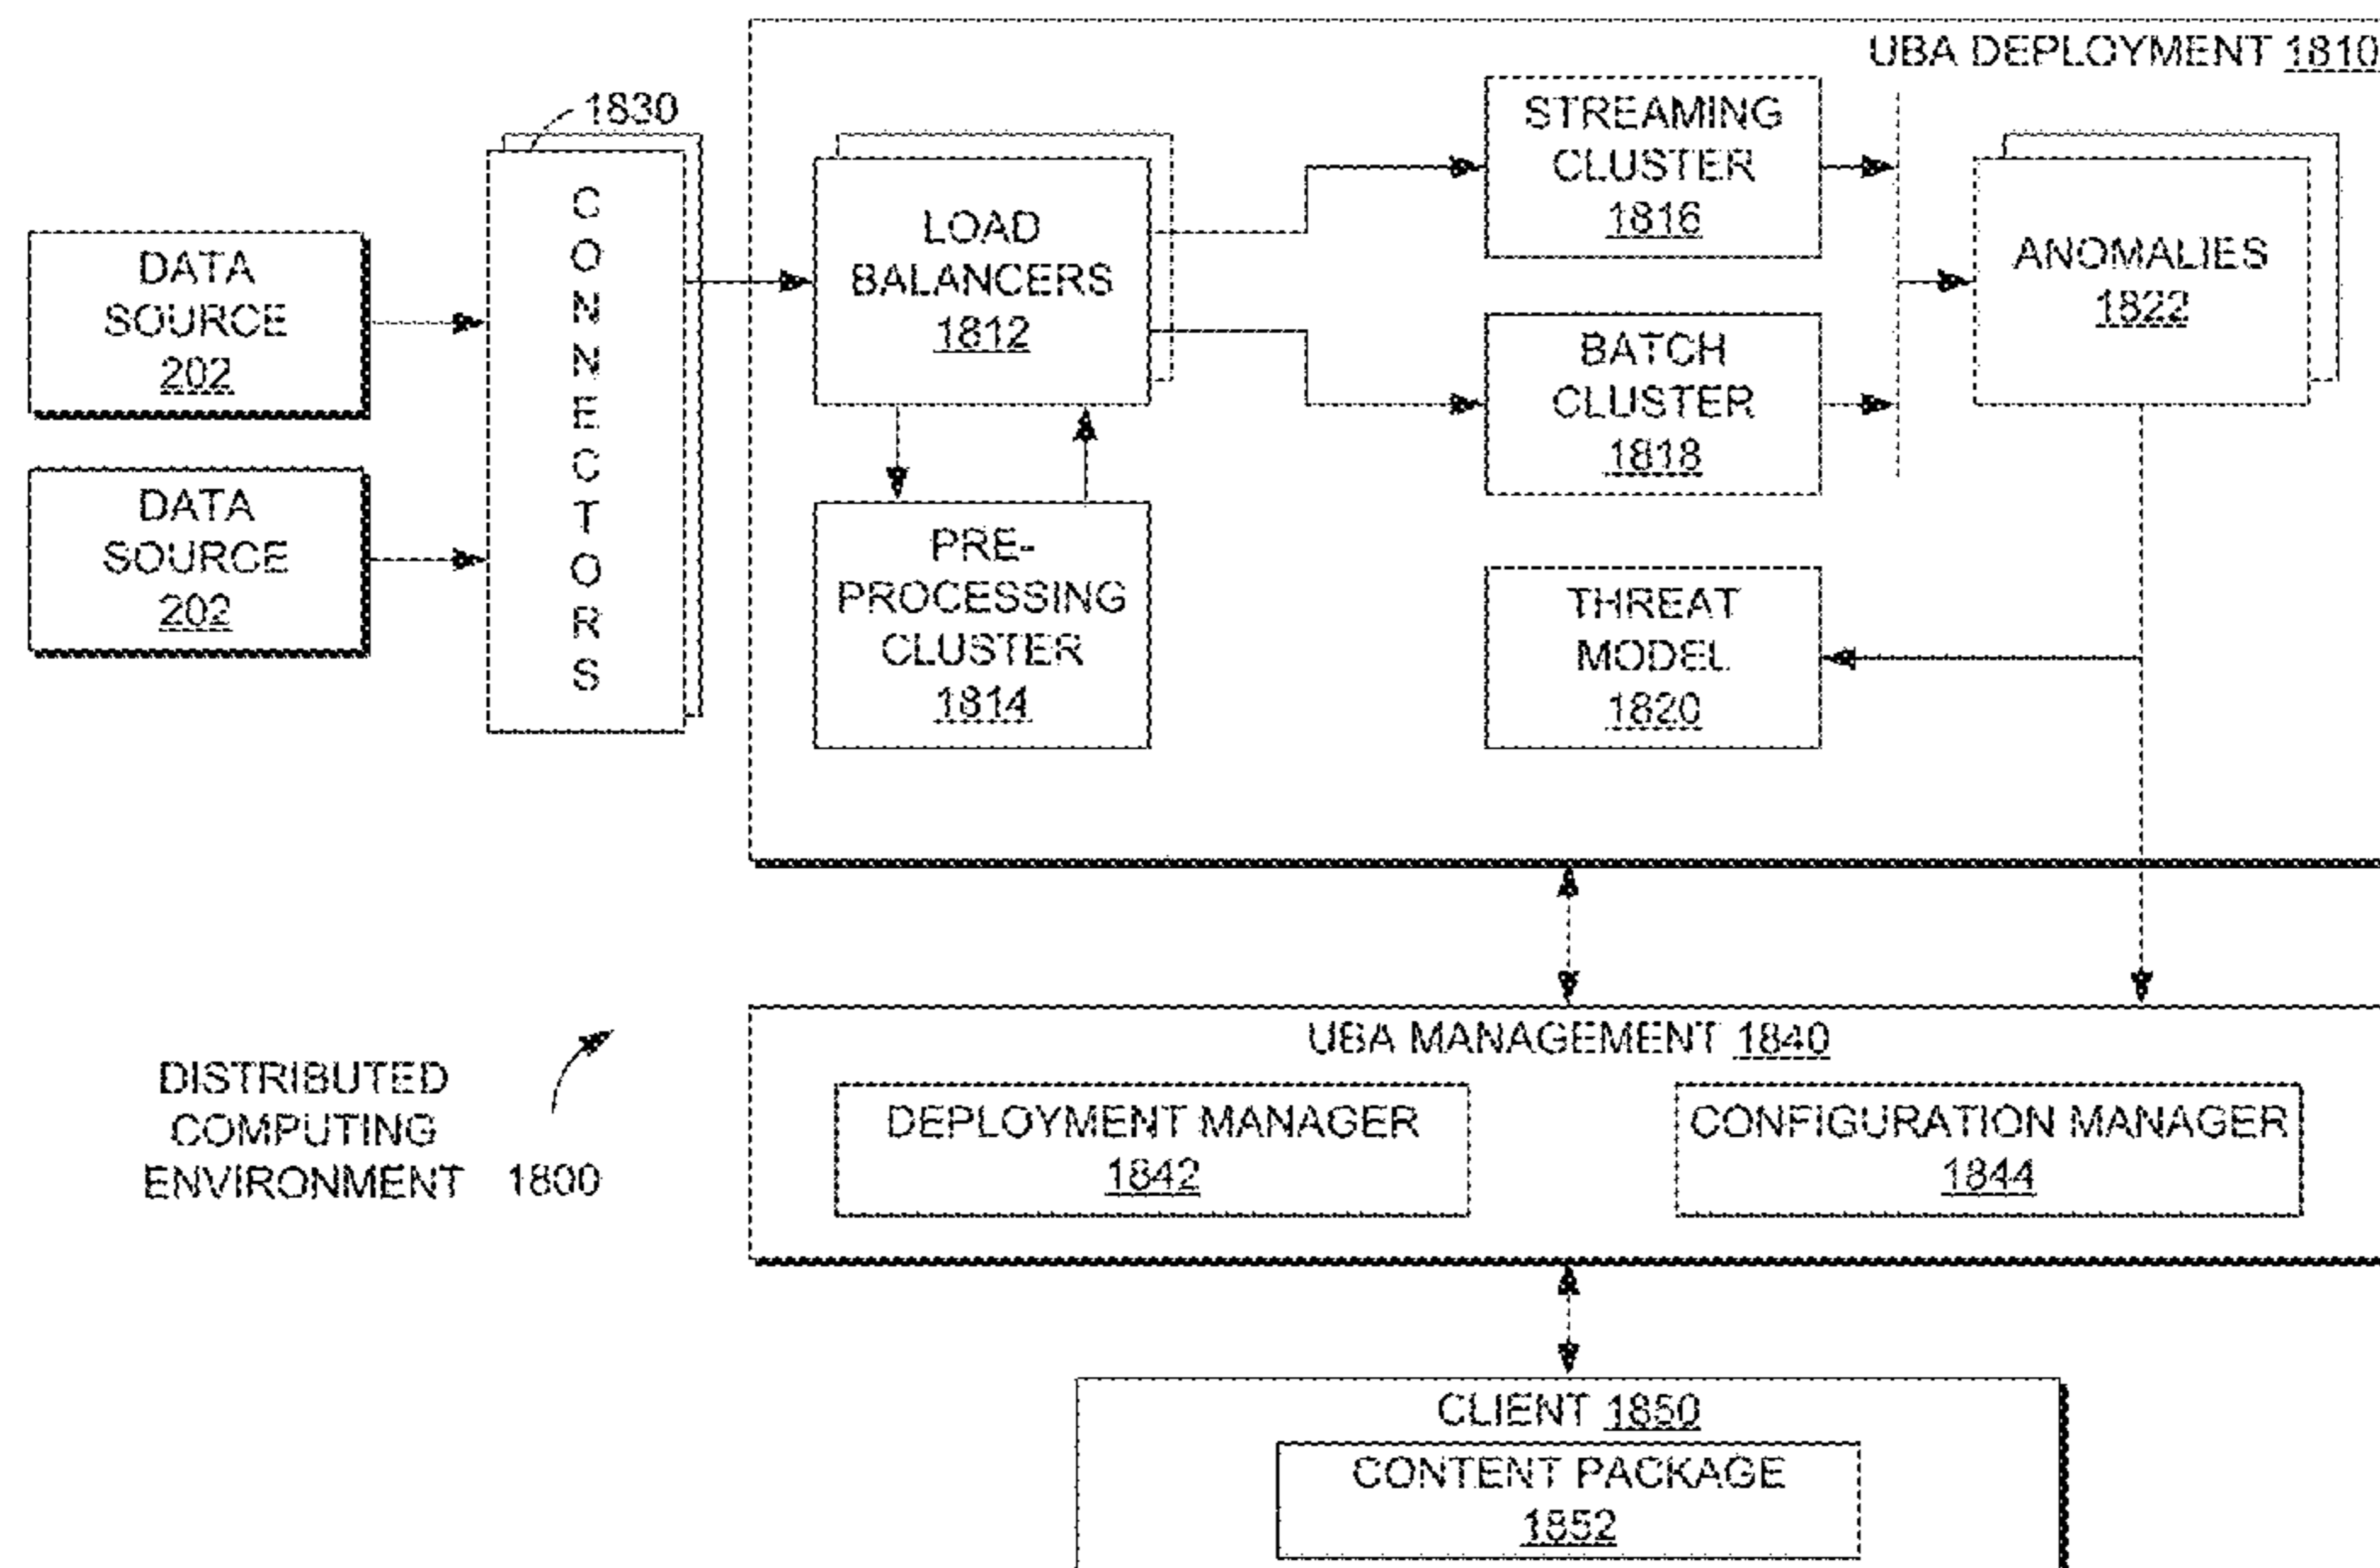 UBA DEPLOYMENT 1810
1830
STREAMING
CLUSTER
1816
C
O
N
N
E
C
T
O
R
S
LOAD
BALANCERS
1812
ANOMALIES
1822
DATA
SOURCE
202
BATCH
CLUSTER
1818
DATA
SOURCE
202
PRE-
PROCESSING
CLUSTER
1814
THREAT
MODEL
1820
UBA MANAGEMENT 1840
DISTRIBUTED
COMPUTING
ENVIRONMENT 1800
DEPLOYMENT MANAGER
1842
CONFIGURATION MANAGER
1844
CLIENT 1850
CONTENT PACKAGE
1852